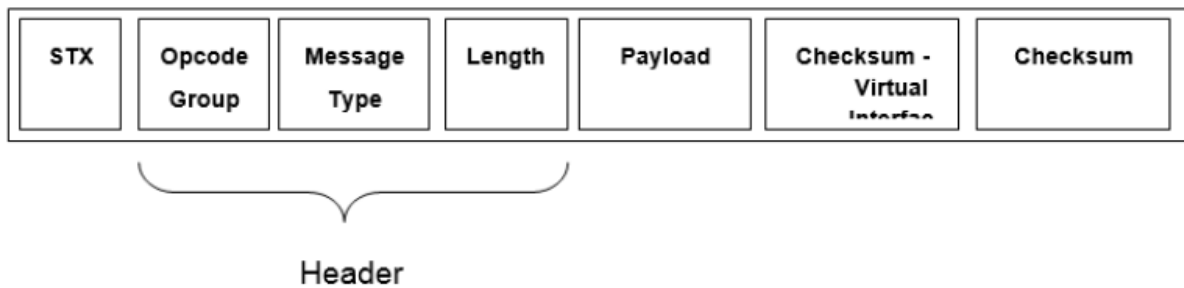 STX
Opcode
Group
Message
Type
Length
Payload
Checksum -
Virtual
Checksum
Header